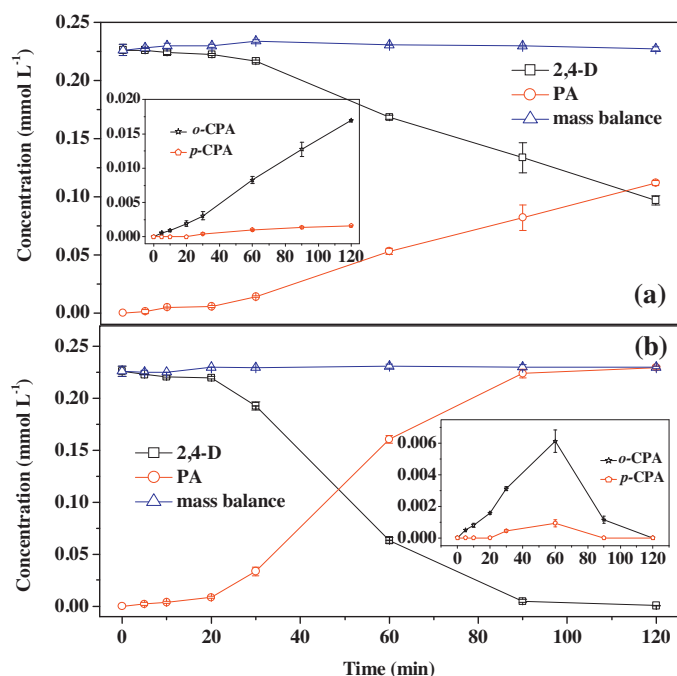 0.25
0.20
0.15
0.10
0.05
0.00
Concentration (mmol L⁻¹)
2,4-D
PA
mass balance
0.020
0.015
0.010
0.005
0.000
o-CPA
p-CPA
0 20 40 60 80 100 120
(a)
0.25
0.20
0.15
0.10
0.05
0.00
Concentration (mmol L⁻¹)
(b)
2,4-D
PA
mass balance
0.006
0.004
0.002
0.000
o-CPA
p-CPA
0 20 40 60 80 100 120
0 20 40 60 80 100 120
Time (min)